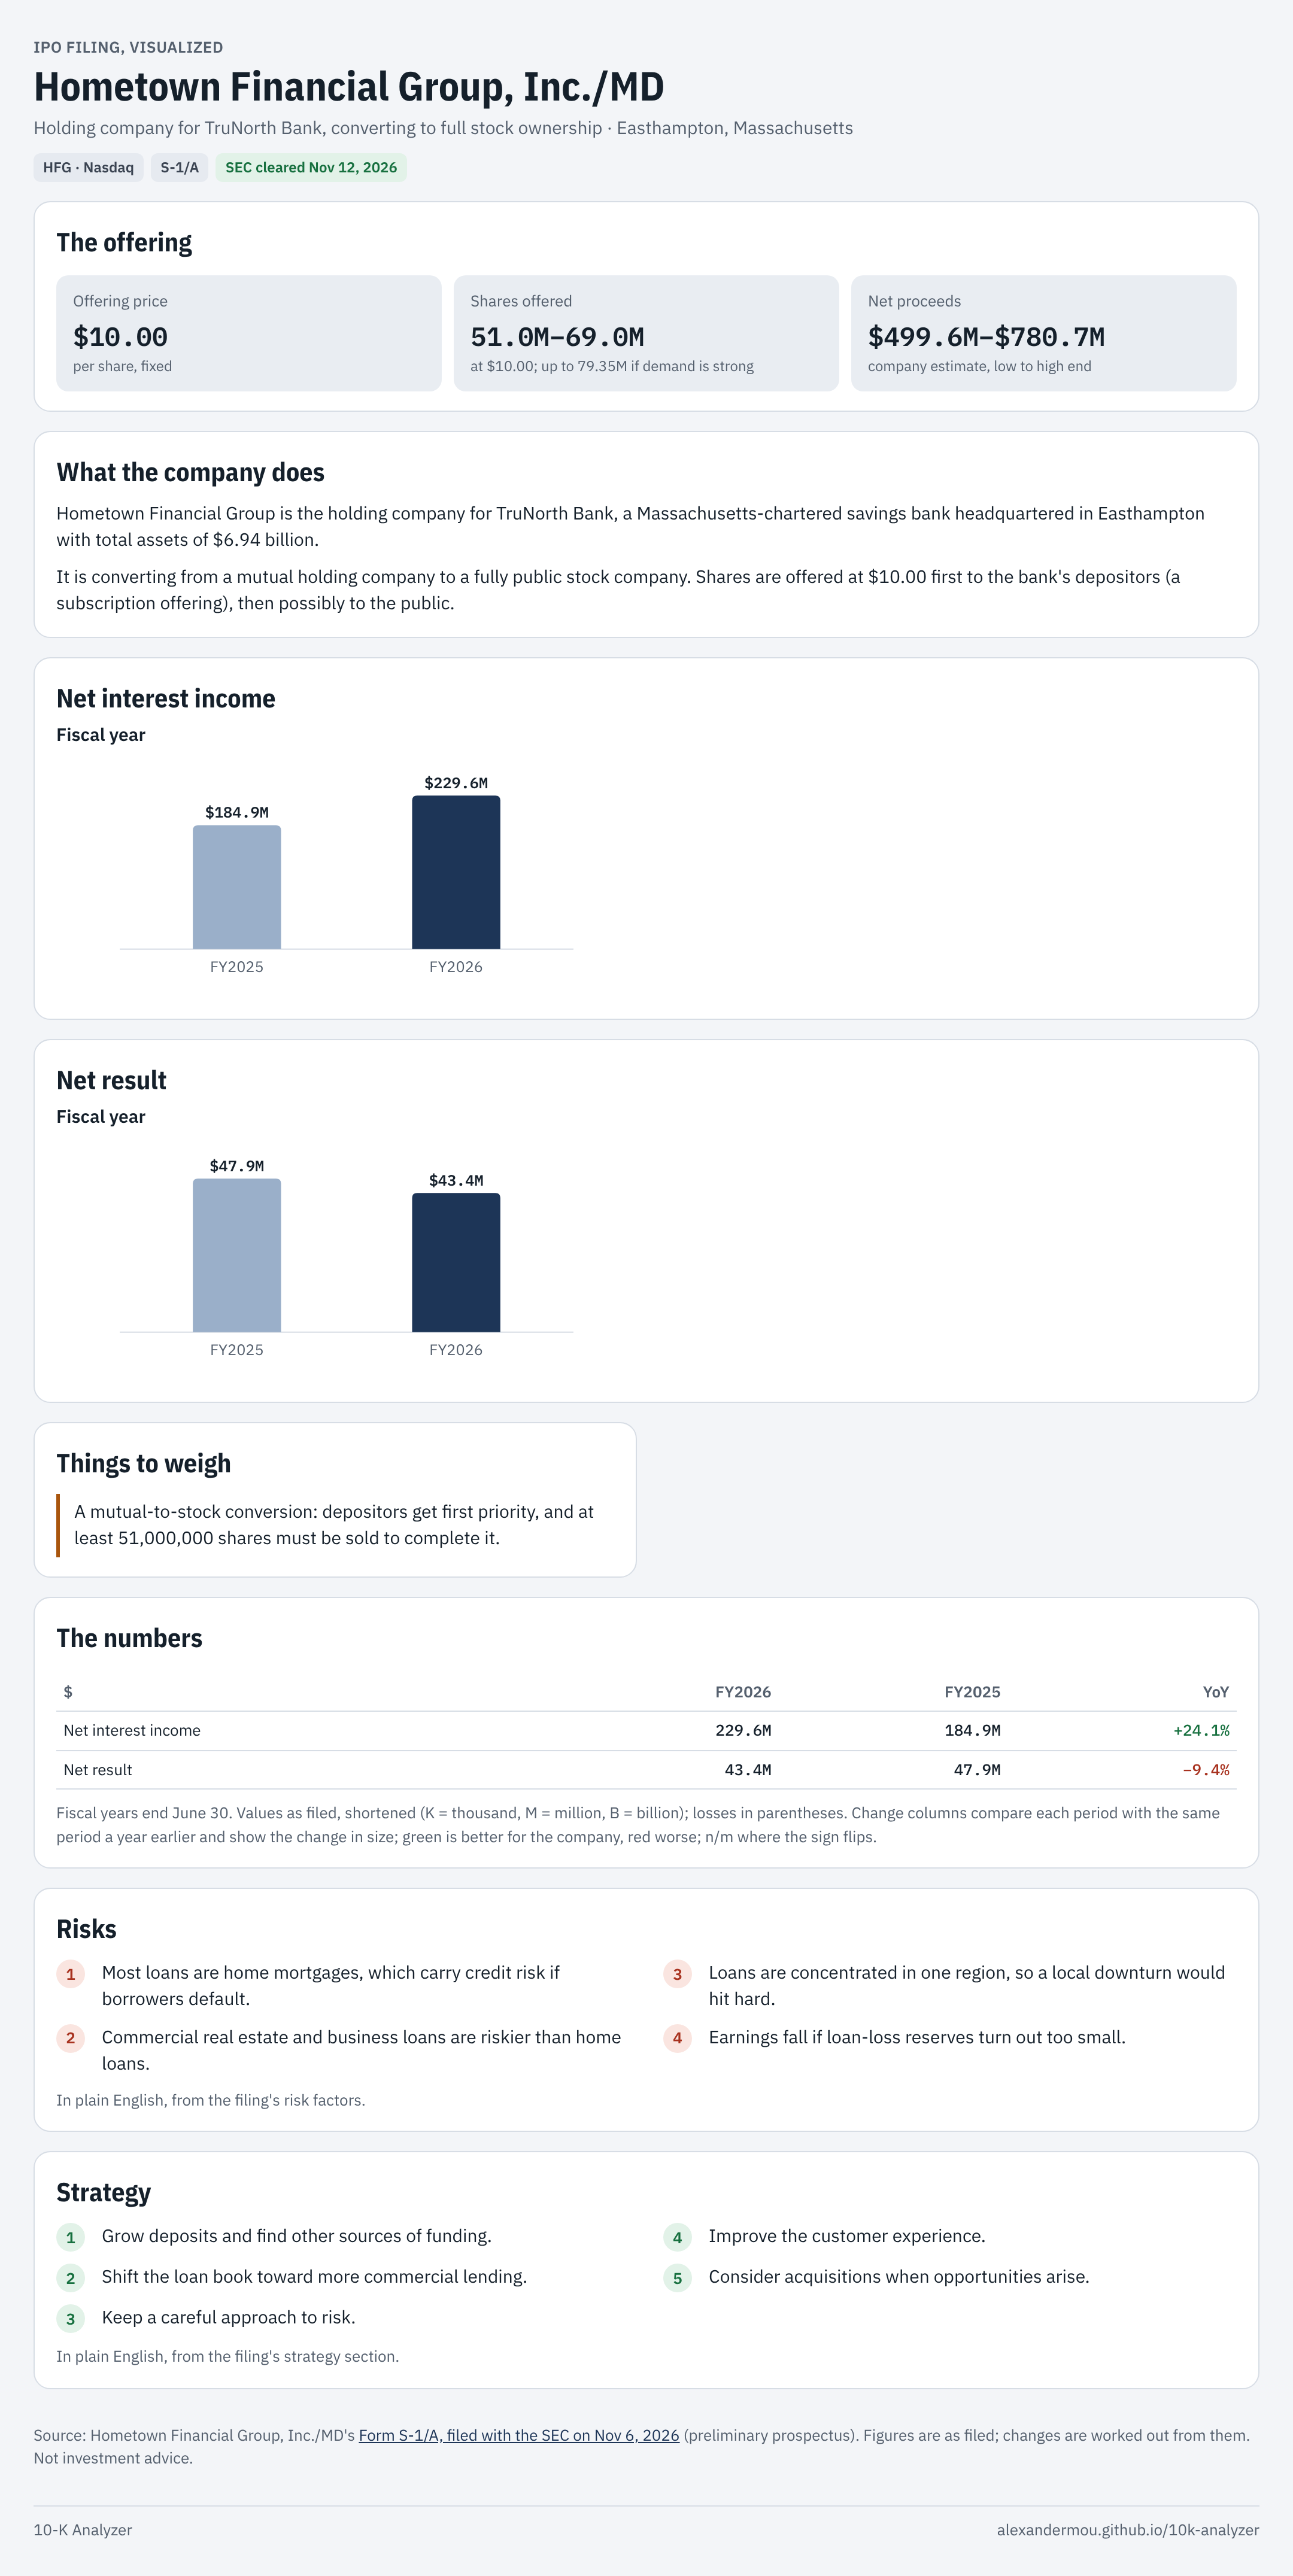 IPO FILING, VISUALIZED
Hometown Financial Group, Inc./MD
Holding company for TruNorth Bank, converting to full stock ownership · Easthampton, Massachusetts
HFG · Nasdaq S-1/A SEC cleared Nov 12, 2026
The offering
Offering price
$10.00
per share, fixed
Shares offered
51.0M–69.0M
at $10.00; up to 79.35M if demand is strong
Net proceeds
$499.6M–$780.7M
company estimate, low to high end
What the company does
Hometown Financial Group is the holding company for TruNorth Bank, a Massachusetts-chartered savings bank headquartered in Easthampton
with total assets of $6.94 billion.
It is converting from a mutual holding company to a fully public stock company. Shares are offered at $10.00 first to the bank's depositors (a
subscription offering), then possibly to the public.
Net interest income
Fiscal year
$184.9M
$229.6M
FY2025
FY2026
Net result
Fiscal year
$47.9M
$43.4M
FY2025
FY2026
Things to weigh
A mutual-to-stock conversion: depositors get first priority, and at
least 51,000,000 shares must be sold to complete it.
The numbers
$ FY2026 FY2025 YoY
Net interest income 229.6M 184.9M +24.1%
Net result 43.4M 47.9M −9.4%
Fiscal years end June 30. Values as filed, shortened (K = thousand, M = million, B = billion); losses in parentheses. Change columns compare each period with the same
period a year earlier and show the change in size; green is better for the company, red worse; n/m where the sign flips.
Risks
1 Most loans are home mortgages, which carry credit risk if
borrowers default.
2 Commercial real estate and business loans are riskier than home
loans.
3 Loans are concentrated in one region, so a local downturn would
hit hard.
4 Earnings fall if loan-loss reserves turn out too small.
In plain English, from the filing's risk factors.
Strategy
1 Grow deposits and find other sources of funding.
2 Shift the loan book toward more commercial lending.
3 Keep a careful approach to risk.
4 Improve the customer experience.
5 Consider acquisitions when opportunities arise.
In plain English, from the filing's strategy section.
Source: Hometown Financial Group, Inc./MD's Form S-1/A, filed with the SEC on Nov 6, 2026 (preliminary prospectus). Figures are as filed; changes are worked out from them.
Not investment advice.
10-K Analyzer
alexandermou.github.io/10k-analyzer